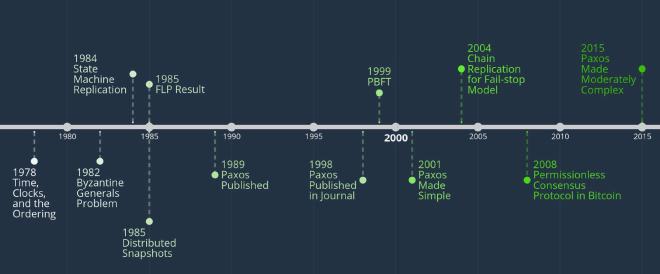 1984
State
Machine
Replication
1985
FLP Result
1999
PBFT
2004
Chain
Replication
for Fail-stop
Model
2015
Paxos
Made
Moderately
Complex
1980
1985
1990
1995
2000
2005
2010
2015
1978
Time,
Clocks,
and the
Ordering
1982
Byzantine
Generals
Problem
1985
Distributed
Snapshots
1989
Paxos
Published
1998
Paxos
Published
in Journal
2001
Paxos
Made
Simple
2008
Permissionless
Consensus
Protocol in Bitcoin